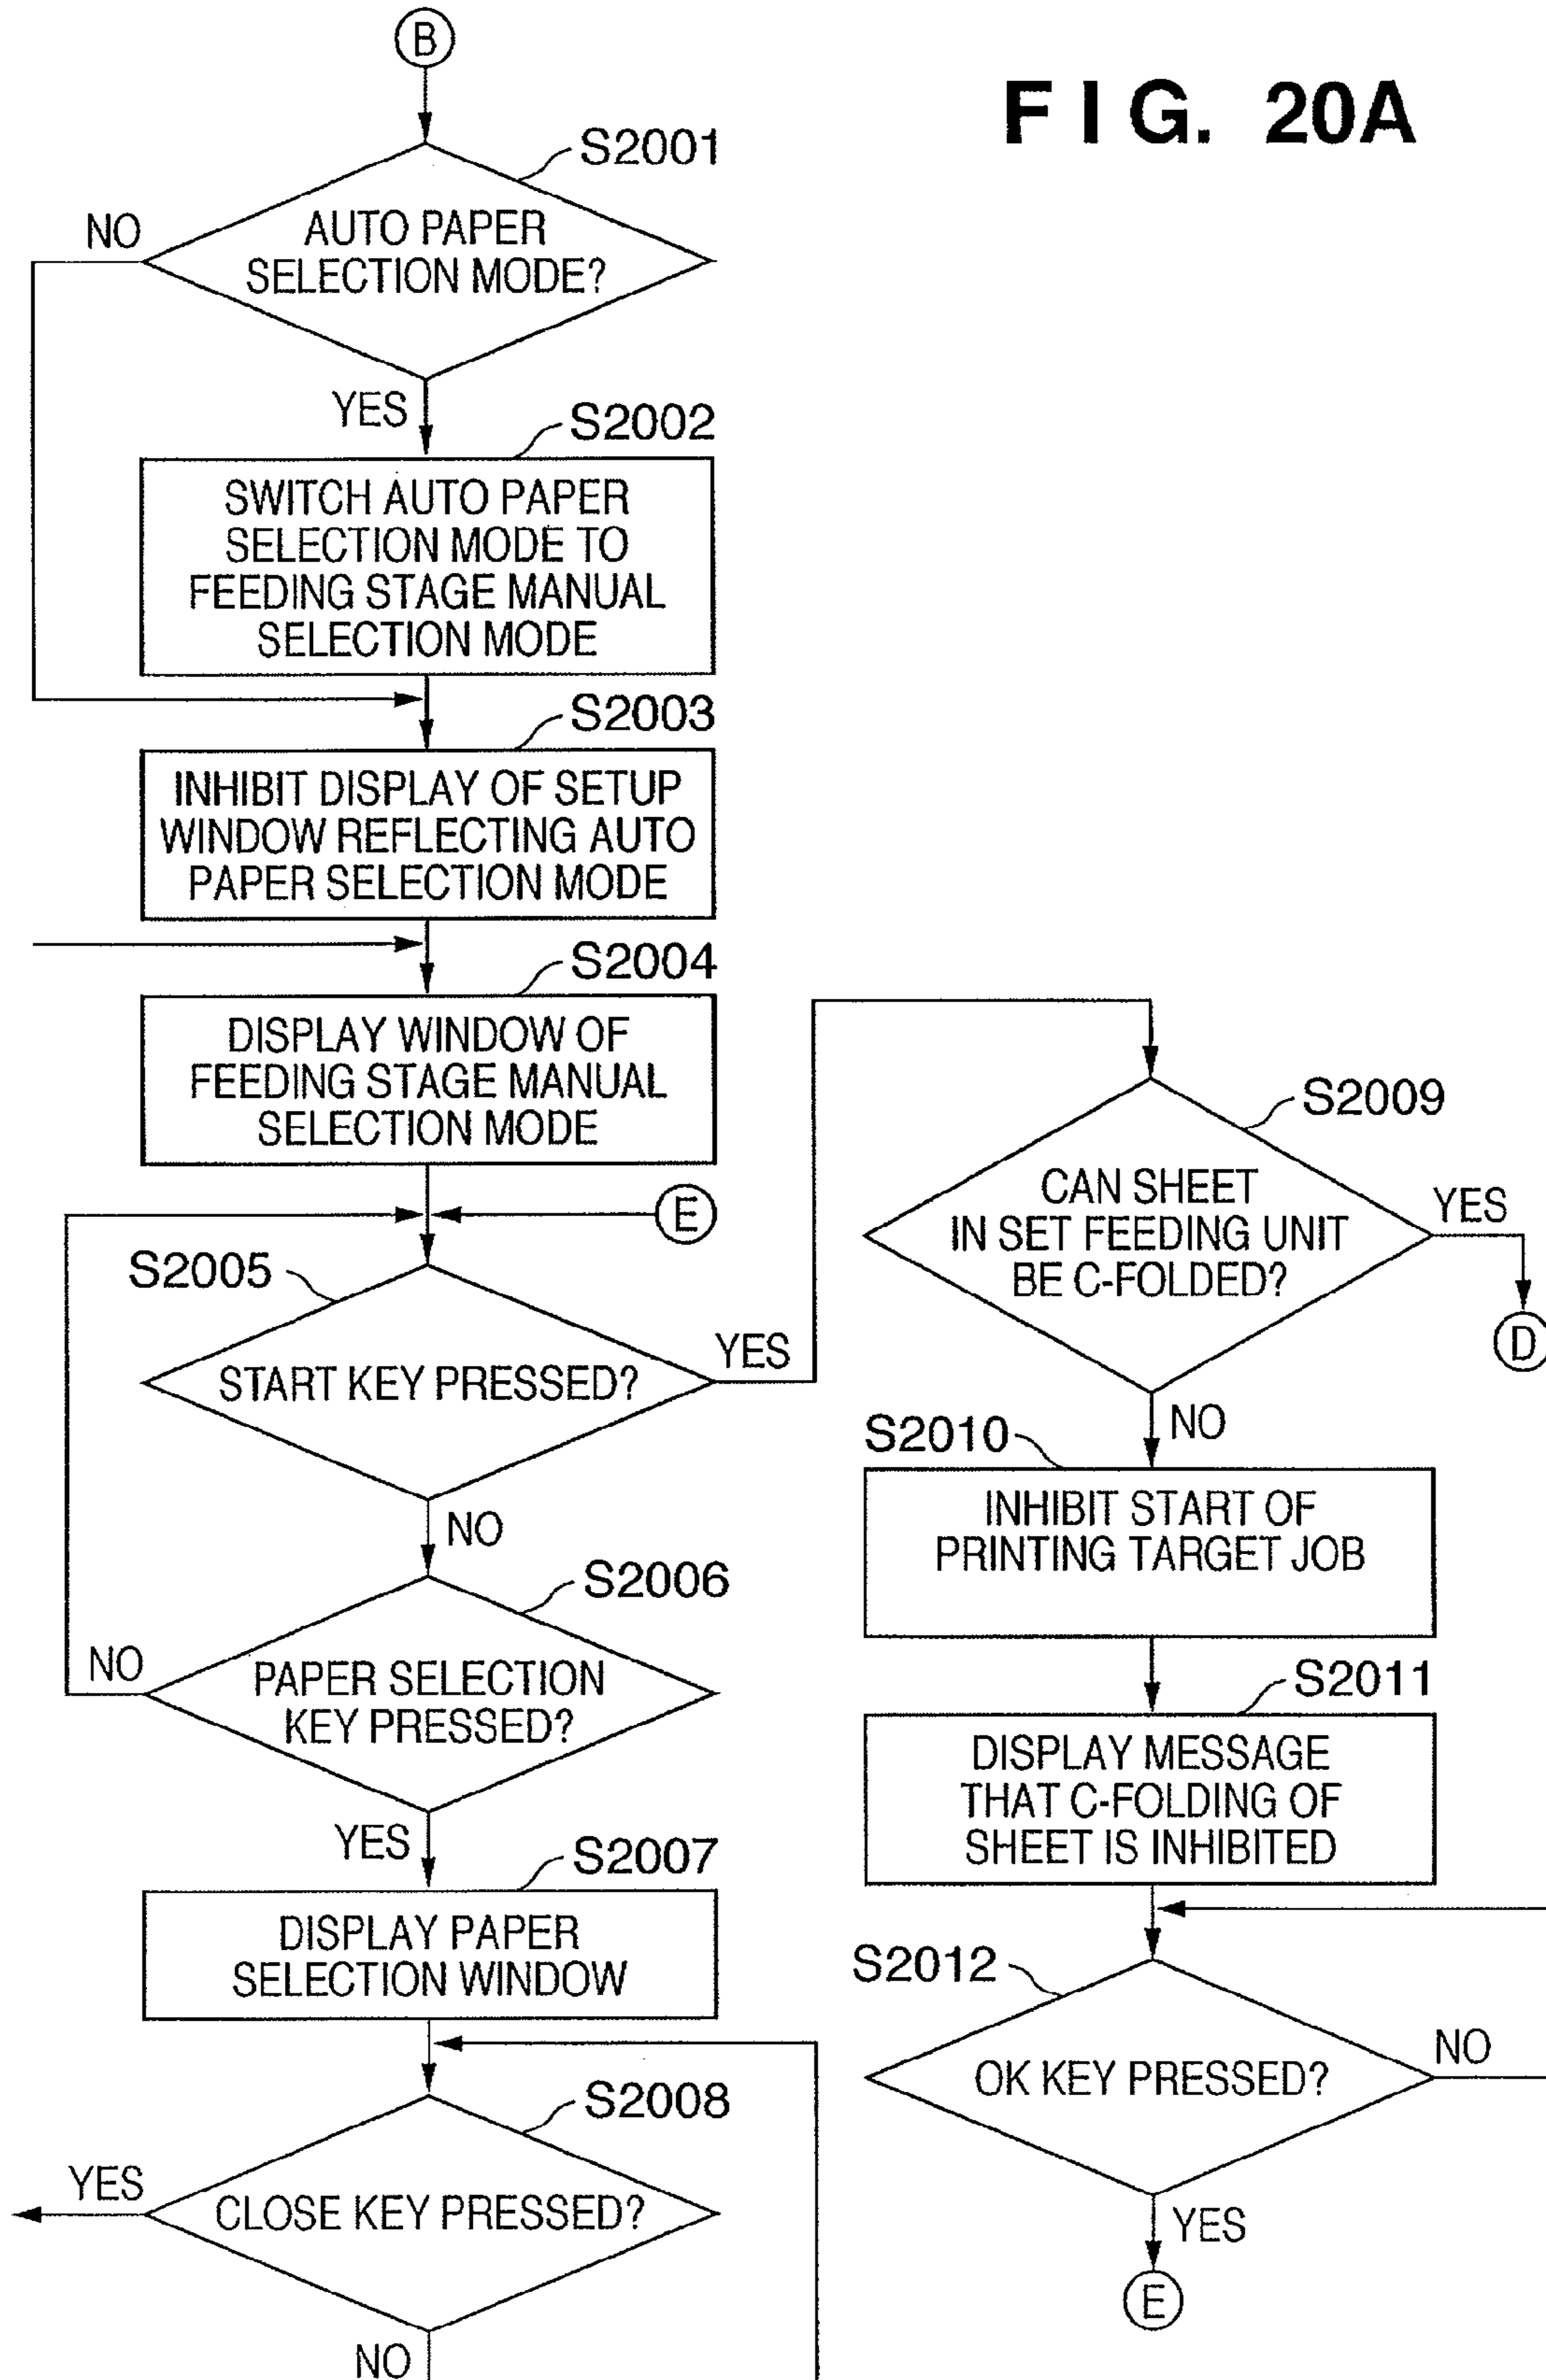 B
FIG. 20A
S2001
NO
AUTO PAPER
SELECTION MODE?
YES
S2002
SWITCH AUTO PAPER
SELECTION MODE TO
FEEDING STAGE MANUAL
SELECTION MODE
S2003
INHIBIT DISPLAY OF SETUP
WINDOW REFLECTING AUTO
PAPER SELECTION MODE
S2004
DISPLAY WINDOW OF
FEEDING STAGE MANUAL
SELECTION MODE
E
S2005
START KEY PRESSED?
YES
NO
S2006
NO
PAPER SELECTION
KEY PRESSED?
YES
S2007
DISPLAY PAPER
SELECTION WINDOW
S2008
YES
CLOSE KEY PRESSED?
NO
S2009
CAN SHEET
IN SET FEEDING UNIT
BE C-FOLDED?
YES
D
NO
S2010
INHIBIT START OF
PRINTING TARGET JOB
S2011
DISPLAY MESSAGE
THAT C-FOLDING OF
SHEET IS INHIBITED
S2012
OK KEY PRESSED?
NO
YES
E